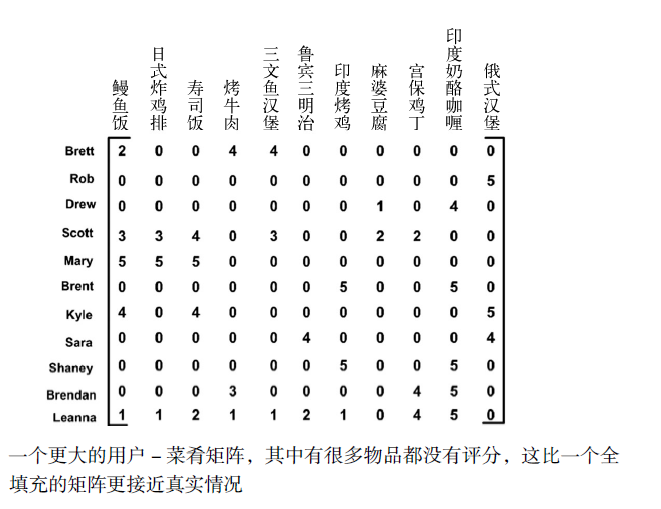 鳗鱼饭 日式炸鸡排 寿司饭 烤牛肉 三文鱼汉堡 鲁宾三明治 印度烤鸡 麻婆豆腐 宫保鸡丁 印度奶酪咖喱 俄式汉堡
Brett 2 0 0 4 4 0 0 0 0 0 0
Rob 0 0 0 0 0 0 0 0 0 0 5
Drew 0 0 0 0 0 0 0 1 0 4 0
Scott 3 3 4 0 3 0 0 2 2 0 0
Mary 5 5 5 0 0 0 0 0 0 0 0
Brent 0 0 0 0 0 0 5 0 0 5 0
Kyle 4 0 4 0 0 0 0 0 0 0 5
Sara 0 0 0 0 0 4 0 0 0 0 4
Shaney 0 0 0 0 0 0 5 0 0 5 0
Brendan 0 0 0 3 0 0 0 0 4 5 0
Leanna 1 1 2 1 1 2 1 0 4 5 0
一个更大的用户－菜肴矩阵，其中有很多物品都没有评分，这比一个全
填充的矩阵更接近真实情况